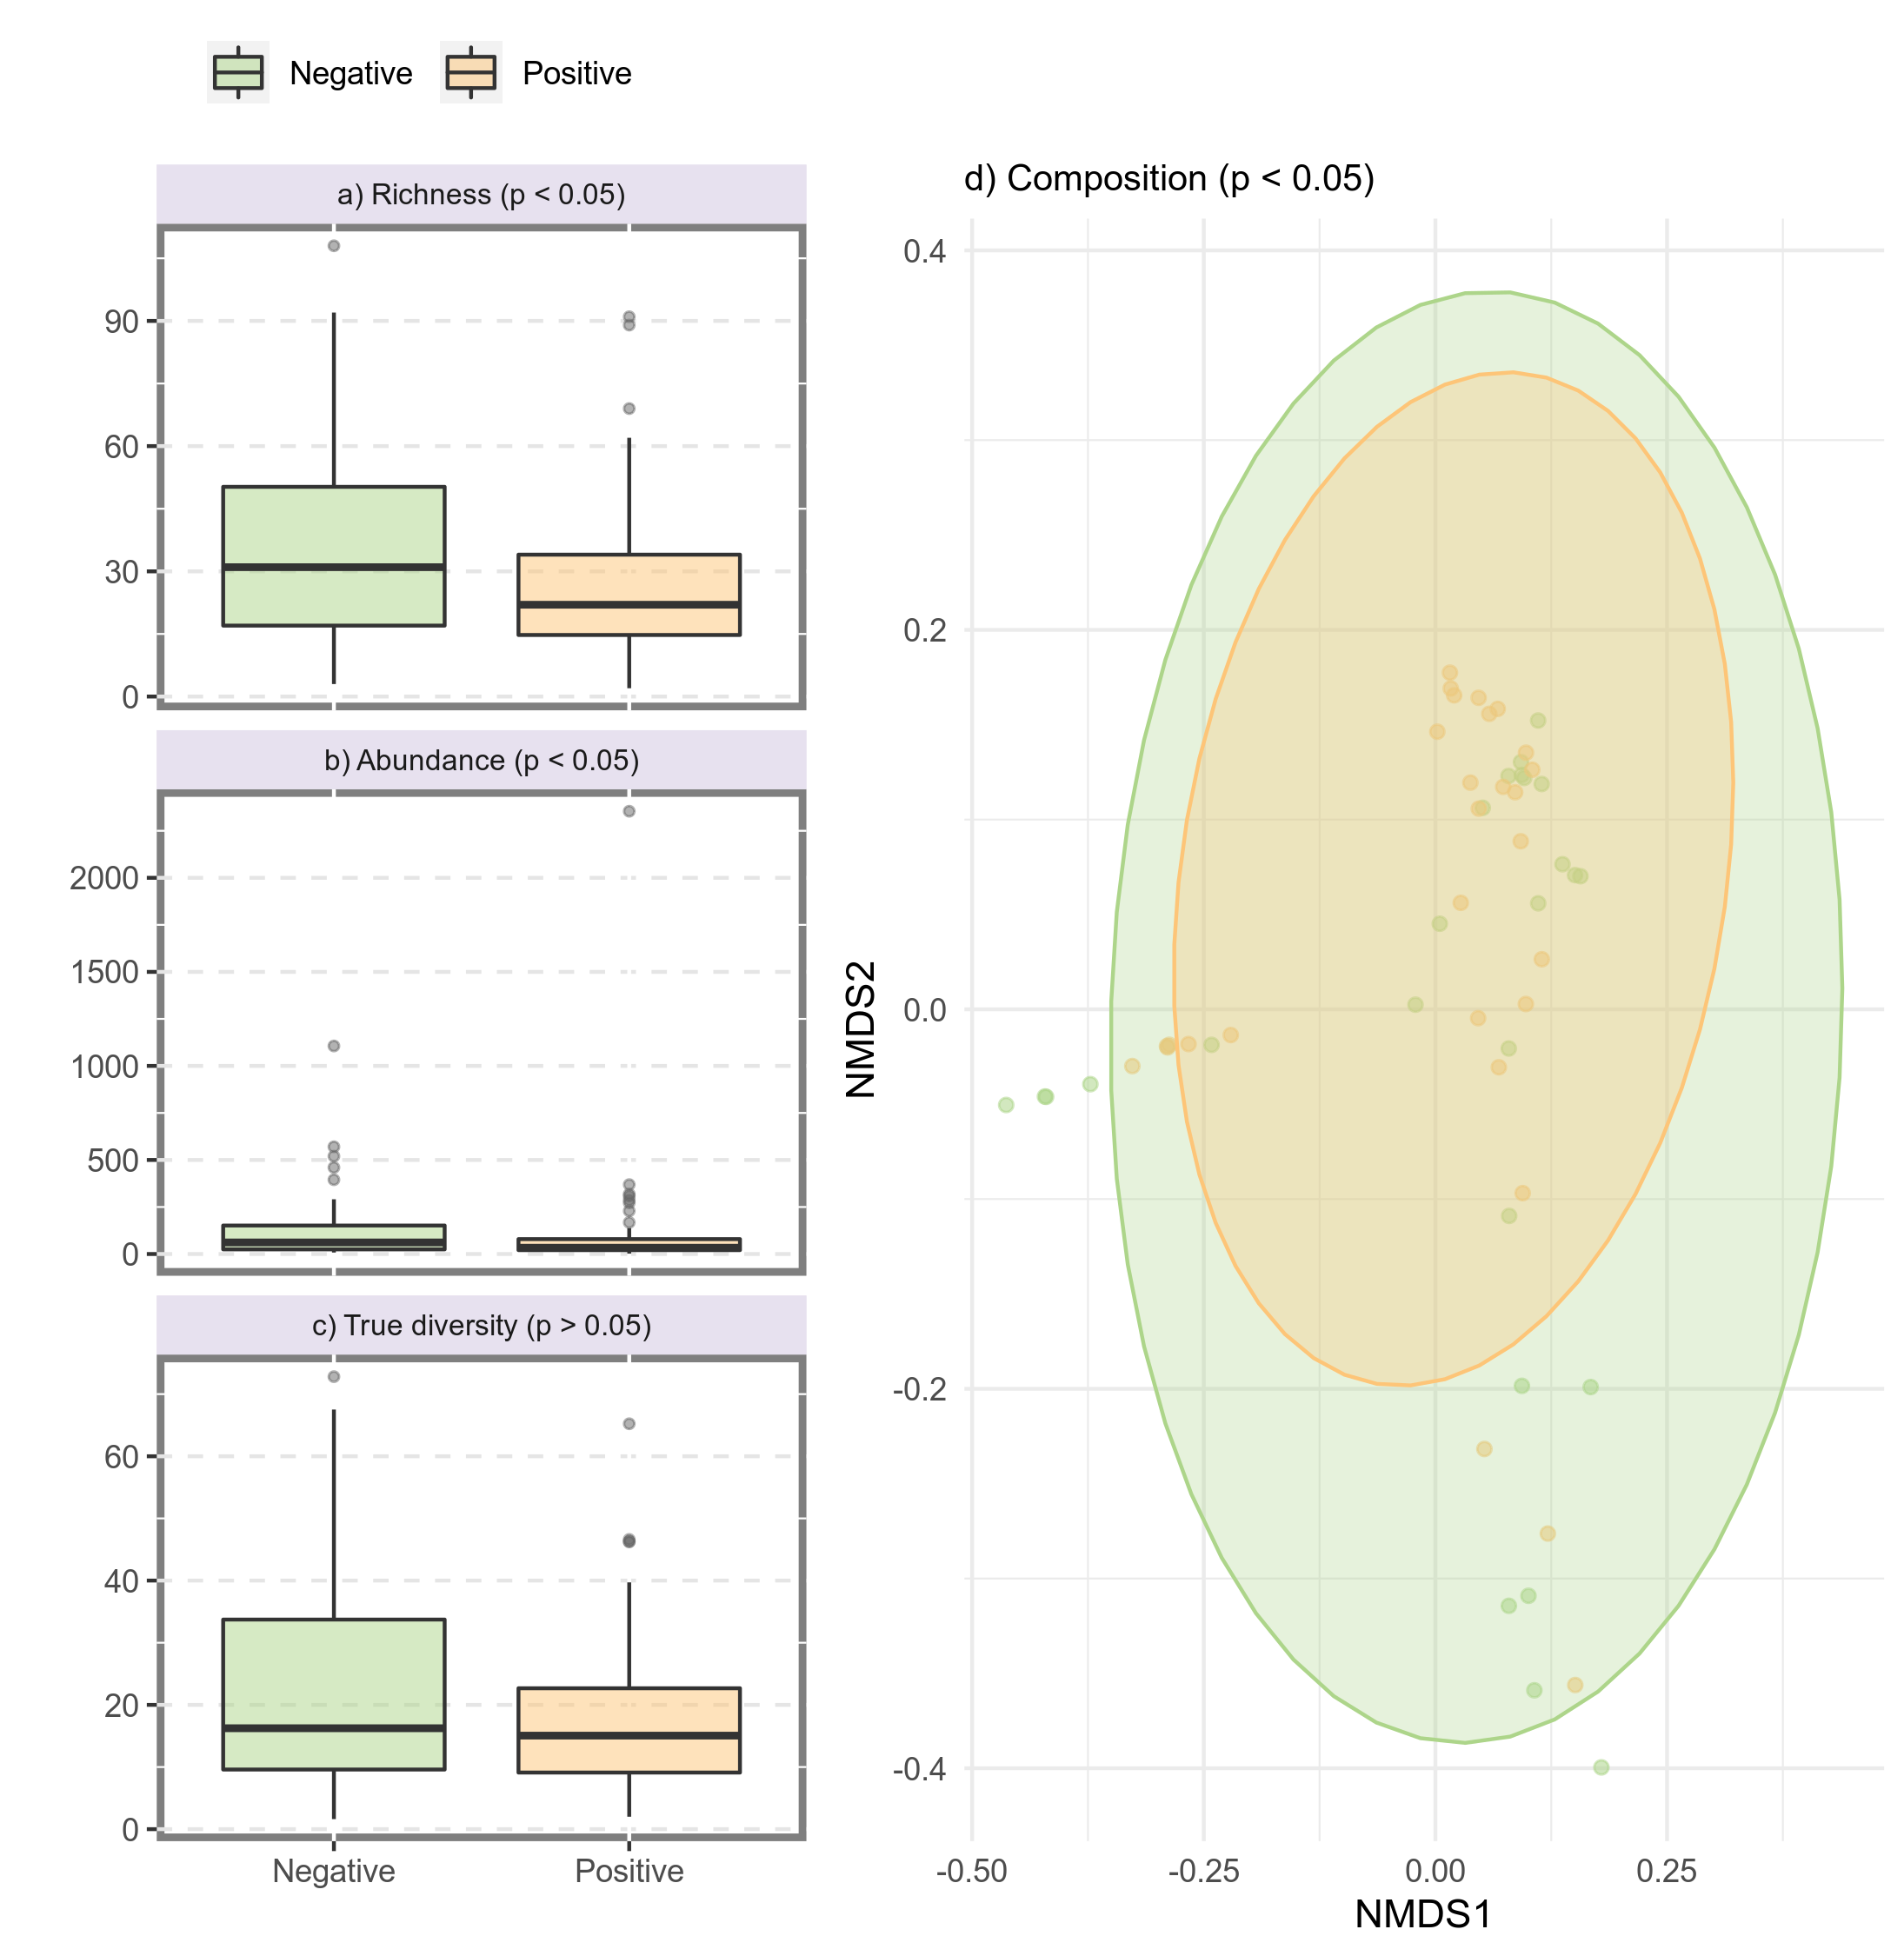 Negative Positive
a) Richness (p < 0.05)
90
60
30
0
b) Abundance (p < 0.05)
2000
1500
1000
500
0
c) True diversity (p > 0.05)
60
40
20
0
Negative Positive
d) Composition (p < 0.05)
NMDS2
0.4
0.2
0.0
-0.2
-0.4
-0.50 -0.25 0.00 0.25
NMDS1